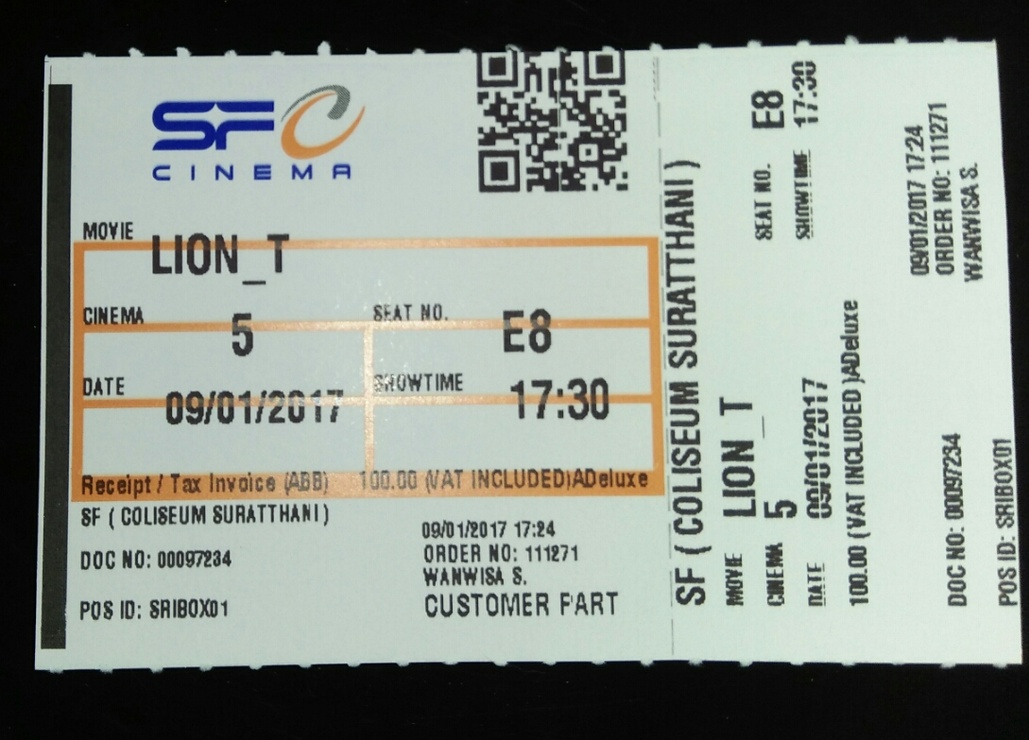 SFC
CINEMA
MOVIE
LION_T
CINEMA
5
SEAT NO.
E8
DATE
09/01/2017
SHOWTIME
17:30
Receipt / Tax Invoice (ABB) 100.00 (VAT INCLUDED)ADeluxe
SF ( COLISEUM SURATTHANI )
09/01/2017 17:24
DOC NO: 00097234
ORDER NO: 111271
WANWISA S.
POS ID: SRIBOX01
CUSTOMER PART
SF ( COLISEUM SURATTHANI )
MOVIE LION_T
SEAT NO. E8
CINEMA 5
SHOWTIME 17:30
DATE 09/01/2017
100.00 (VAT INCLUDED )ADeluxe
09/01/2017 17:24
ORDER NO: 111271
WANWISA S.
DOC NO: 00097234
POS ID: SRIBOX01